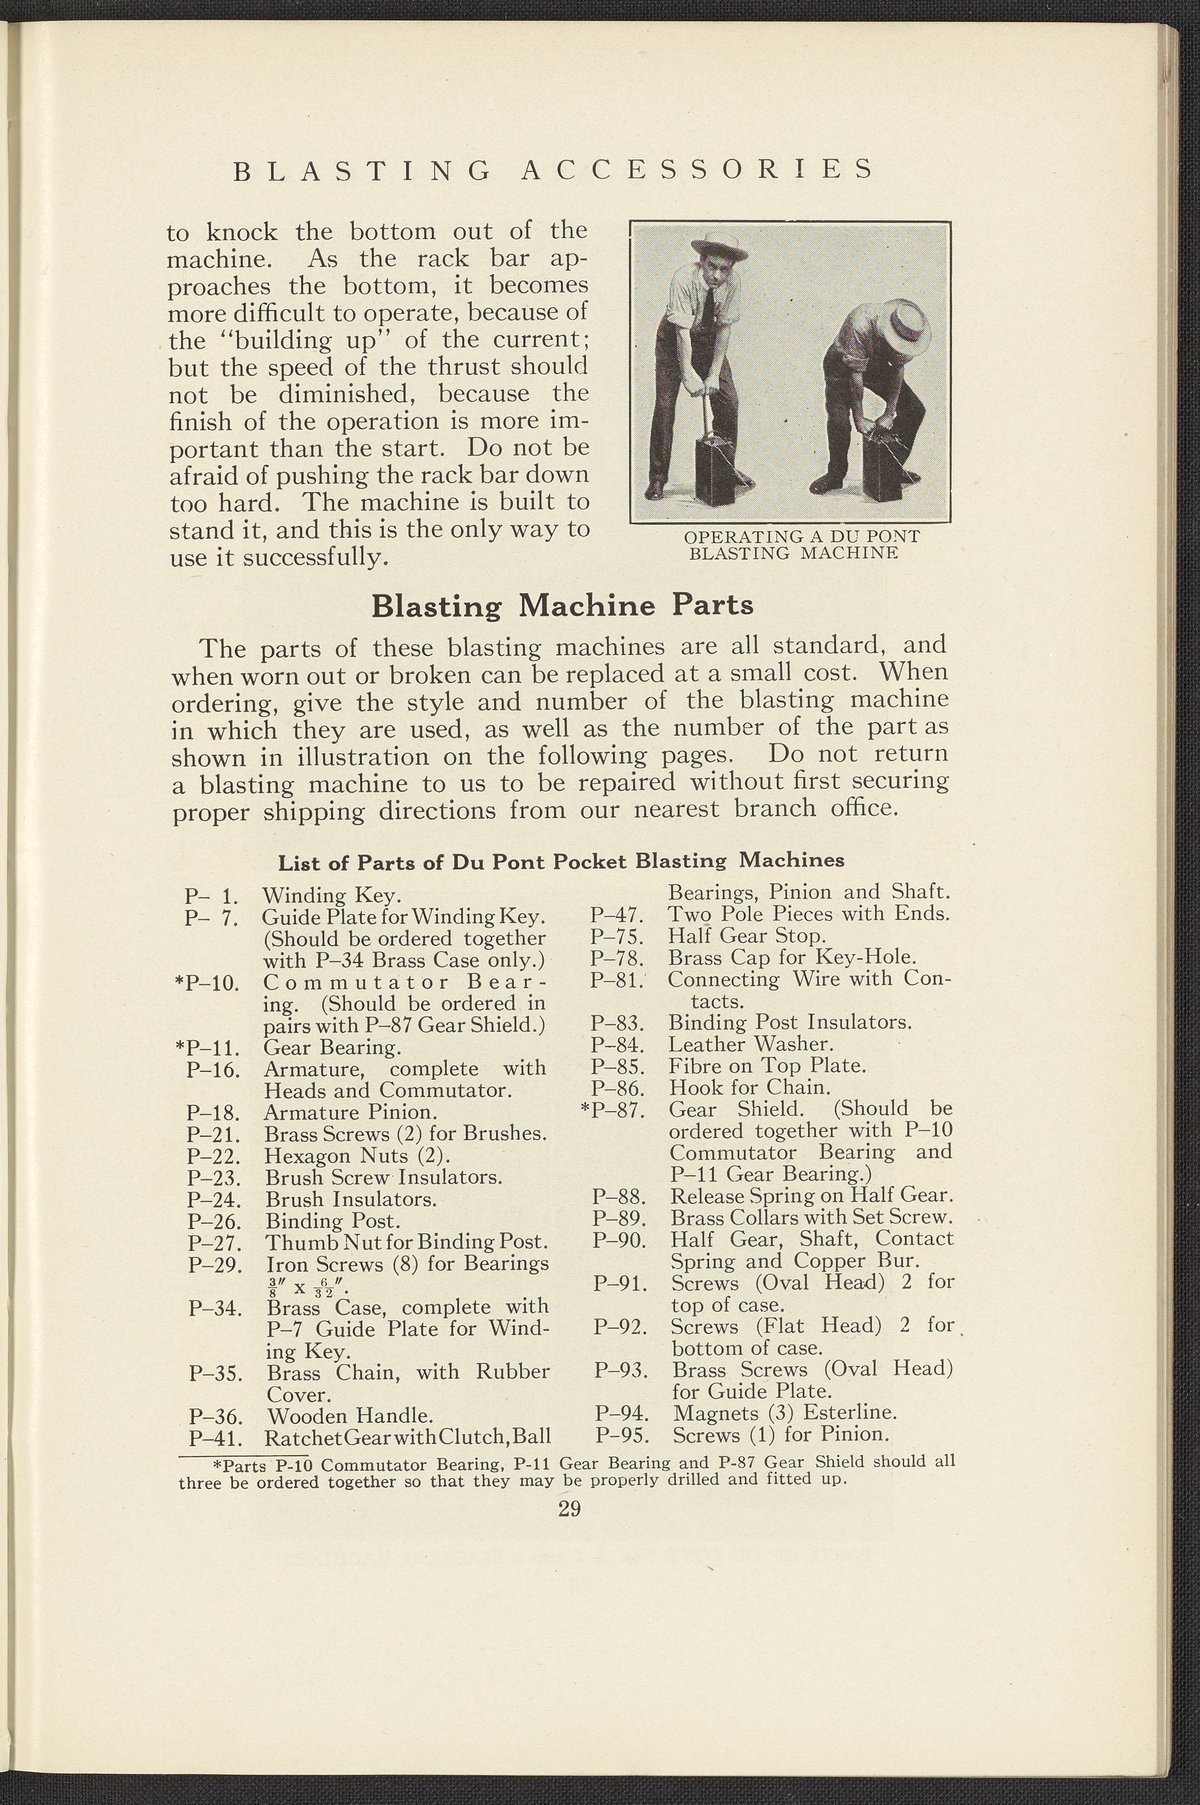 BLASTING ACCESSORIES
to knock the bottom out of the
machine. As the rack bar ap-
proaches the bottom, it becomes
more difficult to operate, because of
the "building up" of the current;
but the speed of the thrust should
not be diminished, because the
finish of the operation is more im-
portant than the start. Do not be
afraid of pushing the rack bar down
too hard. The machine is built to
stand it, and this is the only way to
use it successfully.
OPERATING A DU PONT
BLASTING MACHINE
Blasting Machine Parts
The parts of these blasting machines are all standard, and
when worn out or broken can be replaced at a small cost. When
ordering, give the style and number of the blasting machine
in which they are used, as well as the number of the part as
shown in illustration on the following pages. Do not return
a blasting machine to us to be repaired without first securing
proper shipping directions from our nearest branch office.
List of Parts of Du Pont Pocket Blasting Machines
P– 1. Winding Key.
P– 7. Guide Plate for Winding Key.
(Should be ordered together
with P–34 Brass Case only.)
*P–10. Commutator Bear-
ing. (Should be ordered in
pairs with P–87 Gear Shield.)
*P–11. Gear Bearing.
P–16. Armature, complete with
Heads and Commutator.
P–18. Armature Pinion.
P–21. Brass Screws (2) for Brushes.
P–22. Hexagon Nuts (2).
P–23. Brush Screw Insulators.
P–24. Brush Insulators.
P–26. Binding Post.
P–27. Thumb Nut for Binding Post.
P–29. Iron Screws (8) for Bearings
3/8″ x 6/32″.
P–34. Brass Case, complete with
P–7 Guide Plate for Wind-
ing Key.
P–35. Brass Chain, with Rubber
Cover.
P–36. Wooden Handle.
P–41. Ratchet Gear with Clutch, Ball
Bearings, Pinion and Shaft.
P–47. Two Pole Pieces with Ends.
P–75. Half Gear Stop.
P–78. Brass Cap for Key-Hole.
P–81. Connecting Wire with Con-
tacts.
P–83. Binding Post Insulators.
P–84. Leather Washer.
P–85. Fibre on Top Plate.
P–86. Hook for Chain.
*P–87. Gear Shield. (Should be
ordered together with P–10
Commutator Bearing and
P–11 Gear Bearing.)
P–88. Release Spring on Half Gear.
P–89. Brass Collars with Set Screw.
P–90. Half Gear, Shaft, Contact
Spring and Copper Bur.
P–91. Screws (Oval Head) 2 for
top of case.
P–92. Screws (Flat Head) 2 for
bottom of case.
P–93. Brass Screws (Oval Head)
for Guide Plate.
P–94. Magnets (3) Esterline.
P–95. Screws (1) for Pinion.
*Parts P-10 Commutator Bearing, P-11 Gear Bearing and P-87 Gear Shield should all
three be ordered together so that they may be properly drilled and fitted up.
29